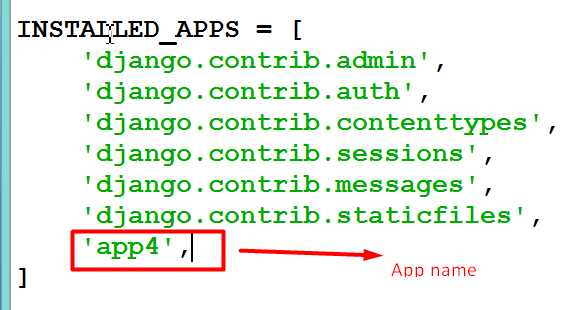 INSTALLED_APPS = [
'django.contrib.admin',
'django.contrib.auth',
'django.contrib.contenttypes',
'django.contrib.sessions',
'django.contrib.messages',
'django.contrib.staticfiles',
'app4',
App name
]